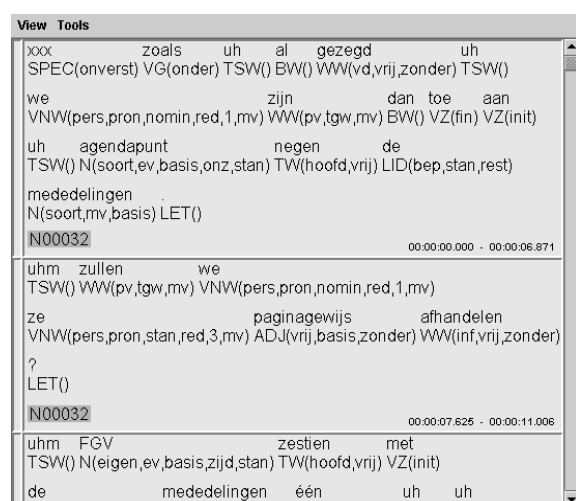 View Tools
xxx zoals uh al gezegd uh
SPEC(onverst) VG(onder) TSW() BW() WW(vd,vrij,zonder) TSW()
we zijn dan toe aan
VNW(pers,pron,nomin,red,1,mv) WW(pv,tgw,mv) BW() VZ(fin) VZ(init)
uh agendapunt negen de
TSW() N(soort,ev,basis,onz,stan) TW(hoofd,vrij) LID(bep,stan,rest)
mededelingen .
N(soort,mv,basis) LET()
N00032 00:00:00.000 - 00:00:06.871
uhm zullen we
TSW() WW(pv,tgw,mv) VNW(pers,pron,nomin,red,1,mv)
ze paginagewijs afhandelen
VNW(pers,pron,stan,red,3,mv) ADJ(vrij,basis,zonder) WW(inf,vrij,zonder)
?
LET()
N00032 00:00:07.625 - 00:00:11.006
uhm FGV zestien met
TSW() N(eigen,ev,basis,zijd,stan) TW(hoofd,vrij) VZ(init)
de mededelingen één uh uh